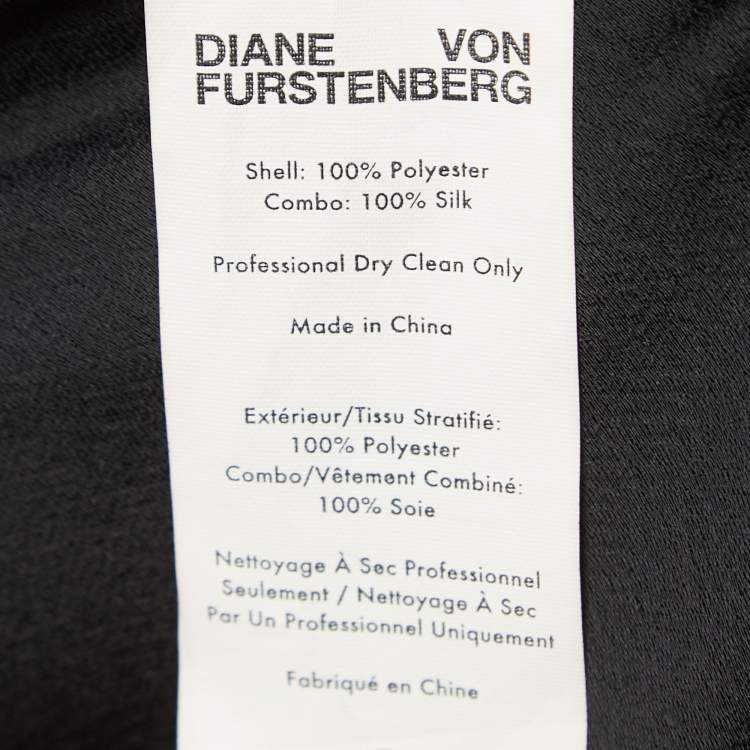 DIANE VON
FURSTENBERG
Shell: 100% Polyester
Combo: 100% Silk
Professional Dry Clean Only
Made in China
Extérieur/Tissu Stratifié:
100% Polyester
Combo/Vêtement Combiné:
100% Soie
Nettoyage À Sec Professionnel
Seulement / Nettoyage À Sec
Par Un Professionnel Uniquement
Fabriqué en Chine